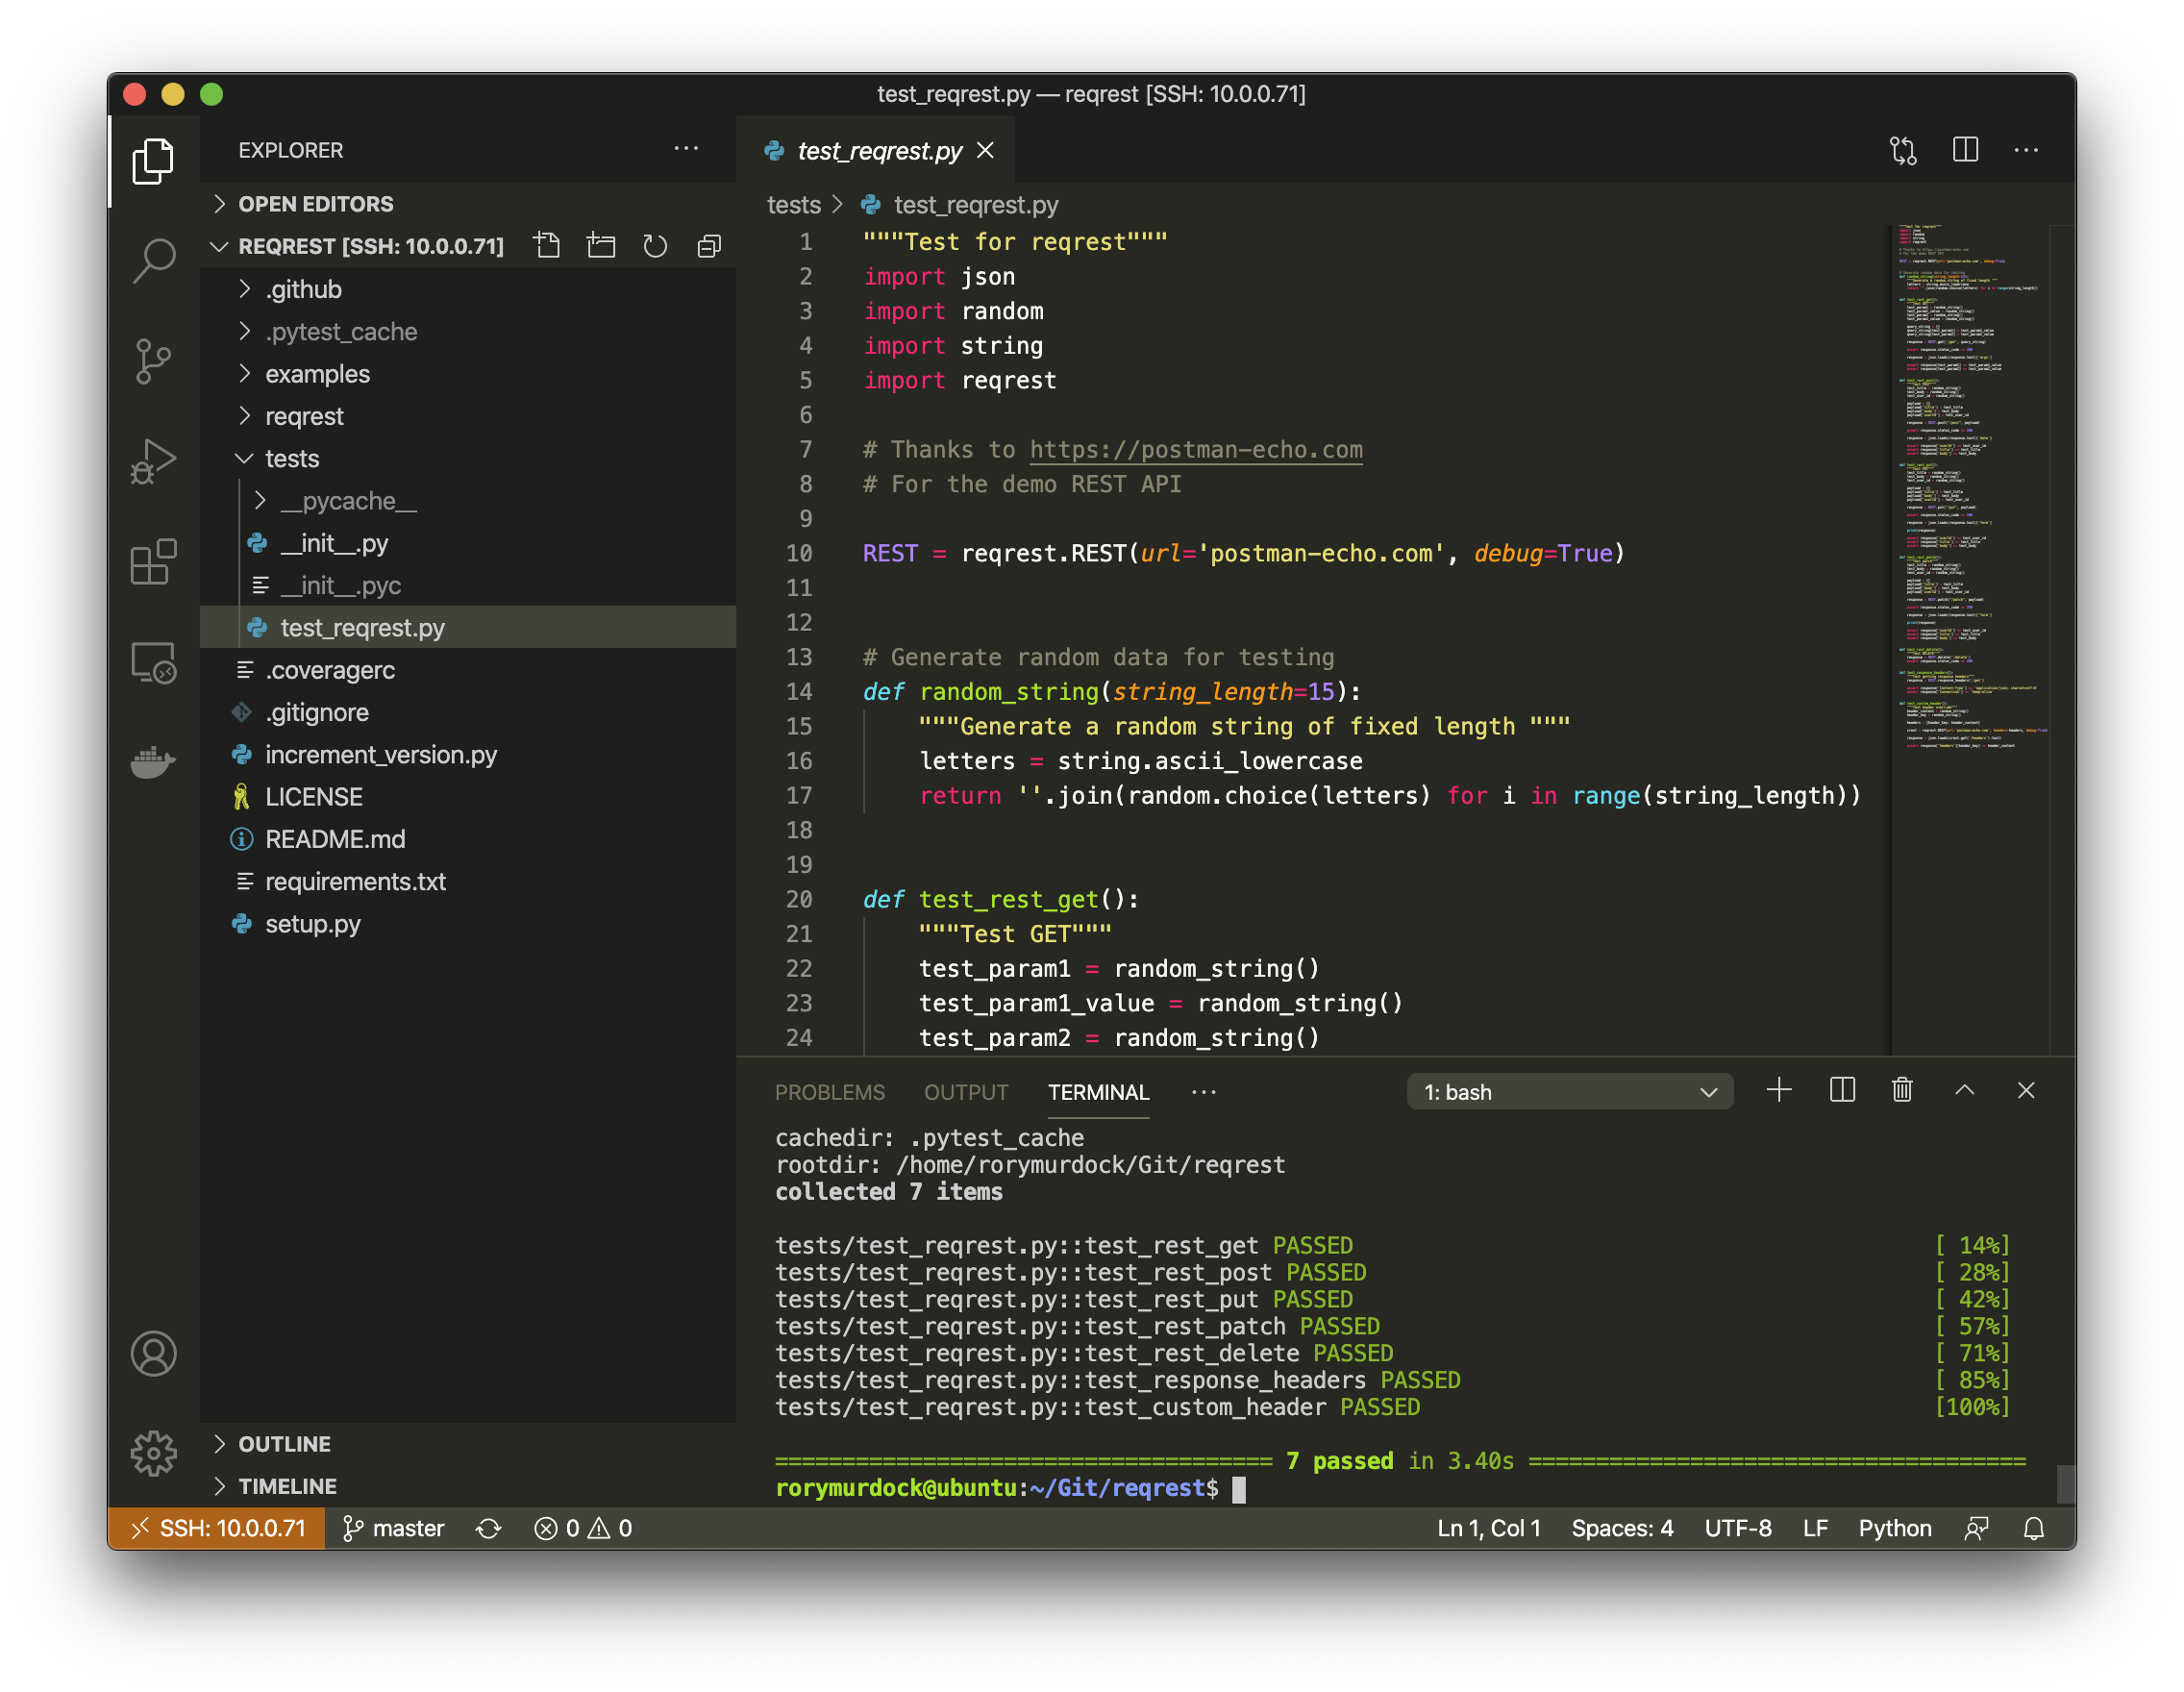 test_reqrest.py — reqrest [SSH: 10.0.0.71]
EXPLORER
OPEN EDITORS
REQREST [SSH: 10.0.0.71]
.github
.pytest_cache
examples
reqrest
tests
__pycache__
__init__.py
__init__.pyc
test_reqrest.py
.coveragerc
.gitignore
increment_version.py
LICENSE
README.md
requirements.txt
setup.py
OUTLINE
TIMELINE
test_reqrest.py
tests > test_reqrest.py
1 """Test for reqrest"""
2 import json
3 import random
4 import string
5 import reqrest
6
7 # Thanks to https://postman-echo.com
8 # For the demo REST API
9
10 REST = reqrest.REST(url='postman-echo.com', debug=True)
11
12
13 # Generate random data for testing
14 def random_string(string_length=15):
15     """Generate a random string of fixed length """
16     letters = string.ascii_lowercase
17     return ''.join(random.choice(letters) for i in range(string_length))
18
19
20 def test_rest_get():
21     """Test GET"""
22     test_param1 = random_string()
23     test_param1_value = random_string()
24     test_param2 = random_string()
PROBLEMS OUTPUT TERMINAL ··· 1: bash
cachedir: .pytest_cache
rootdir: /home/rorymurdock/Git/reqrest
collected 7 items
tests/test_reqrest.py::test_rest_get PASSED [ 14%]
tests/test_reqrest.py::test_rest_post PASSED [ 28%]
tests/test_reqrest.py::test_rest_put PASSED [ 42%]
tests/test_reqrest.py::test_rest_patch PASSED [ 57%]
tests/test_reqrest.py::test_rest_delete PASSED [ 71%]
tests/test_reqrest.py::test_response_headers PASSED [ 85%]
tests/test_reqrest.py::test_custom_header PASSED [100%]
===================================== 7 passed in 3.40s =====================================
rorymurdock@ubuntu:~/Git/reqrest$
SSH: 10.0.0.71 master 0 0 Ln 1, Col 1 Spaces: 4 UTF-8 LF Python